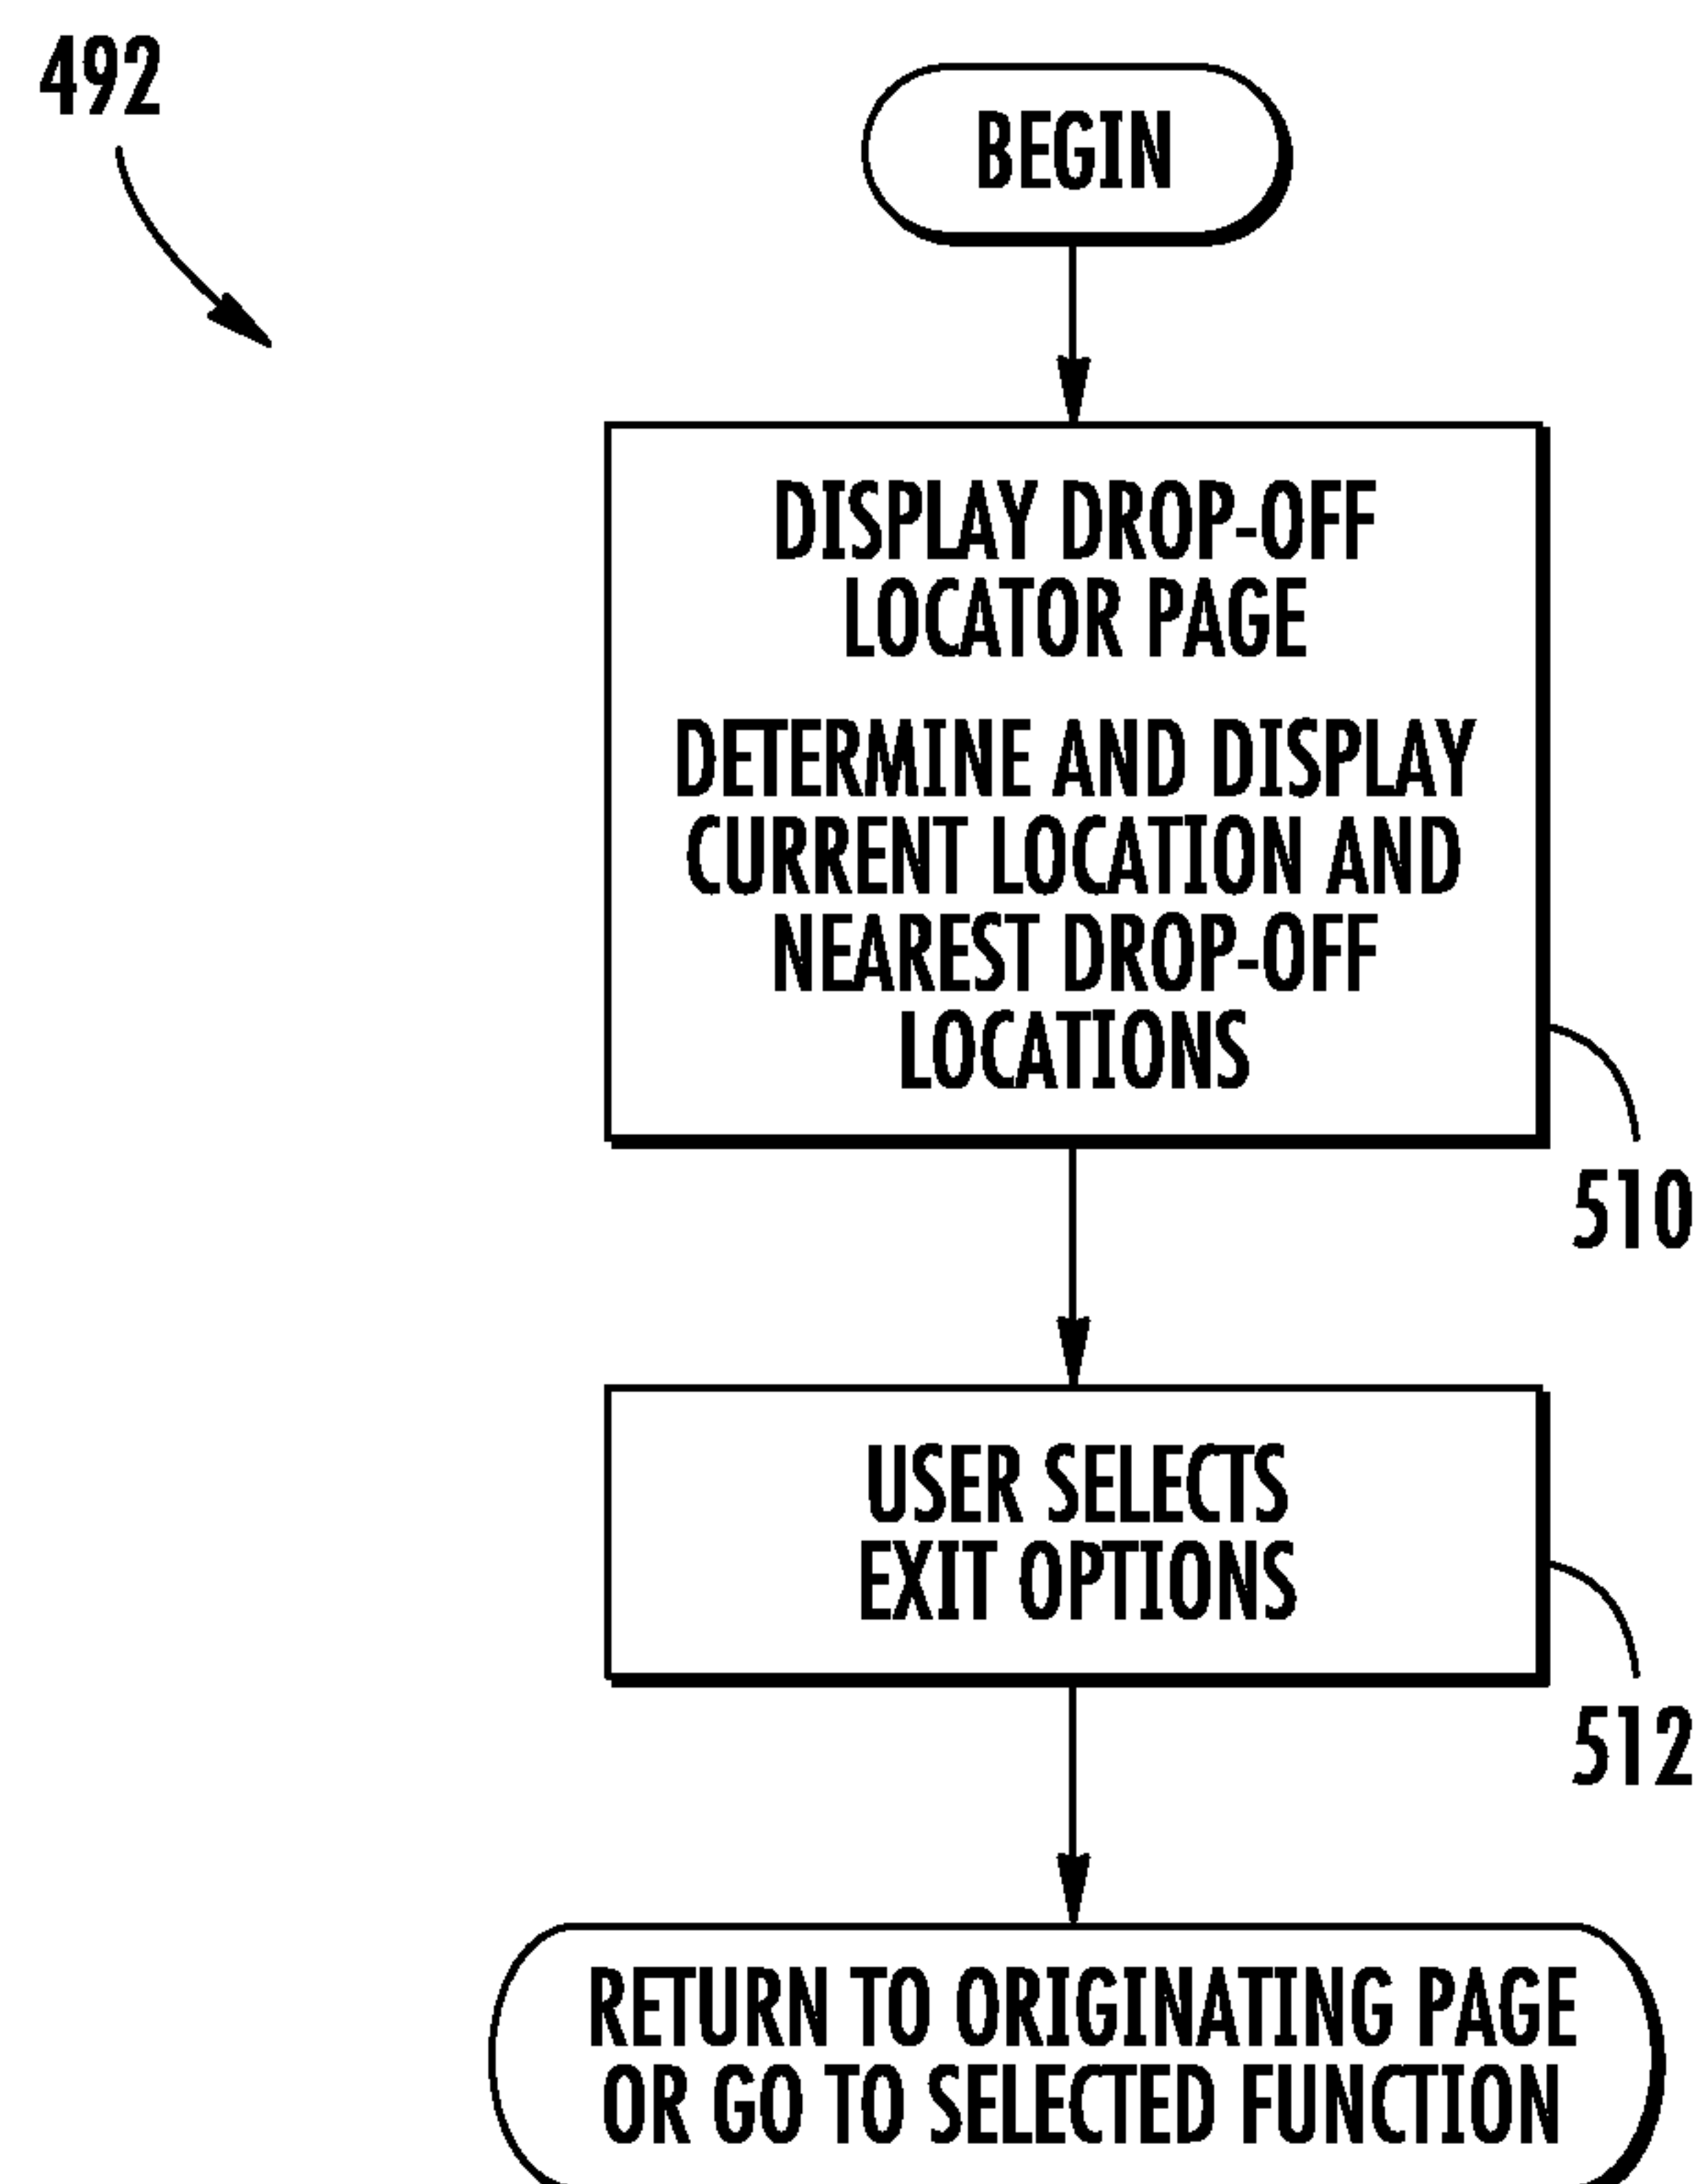 492
BEGIN
DISPLAY DROP-OFF
LOCATOR PAGE
DETERMINE AND DISPLAY
CURRENT LOCATION AND
NEAREST DROP-OFF
LOCATIONS
510
USER SELECTS
EXIT OPTIONS
512
RETURN TO ORIGINATING PAGE
OR GO TO SELECTED FUNCTION